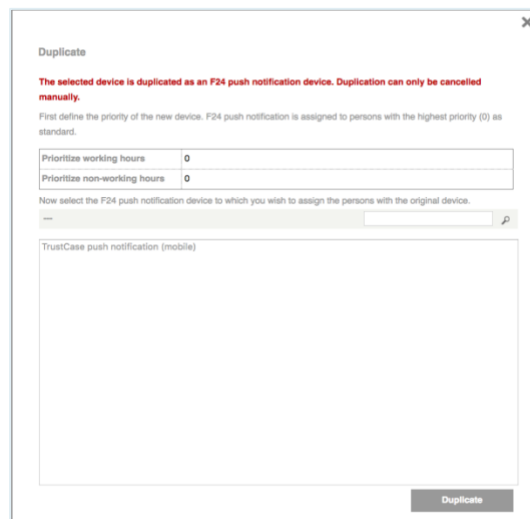 Duplicate
The selected device is duplicated as an F24 push notification device. Duplication can only be cancelled
manually.
First define the priority of the new device. F24 push notification is assigned to persons with the highest priority (0) as
standard.
Prioritize working hours 0
Prioritize non-working hours 0
Now select the F24 push notification device to which you wish to assign the persons with the original device.
---
TrustCase push notification (mobile)
Duplicate